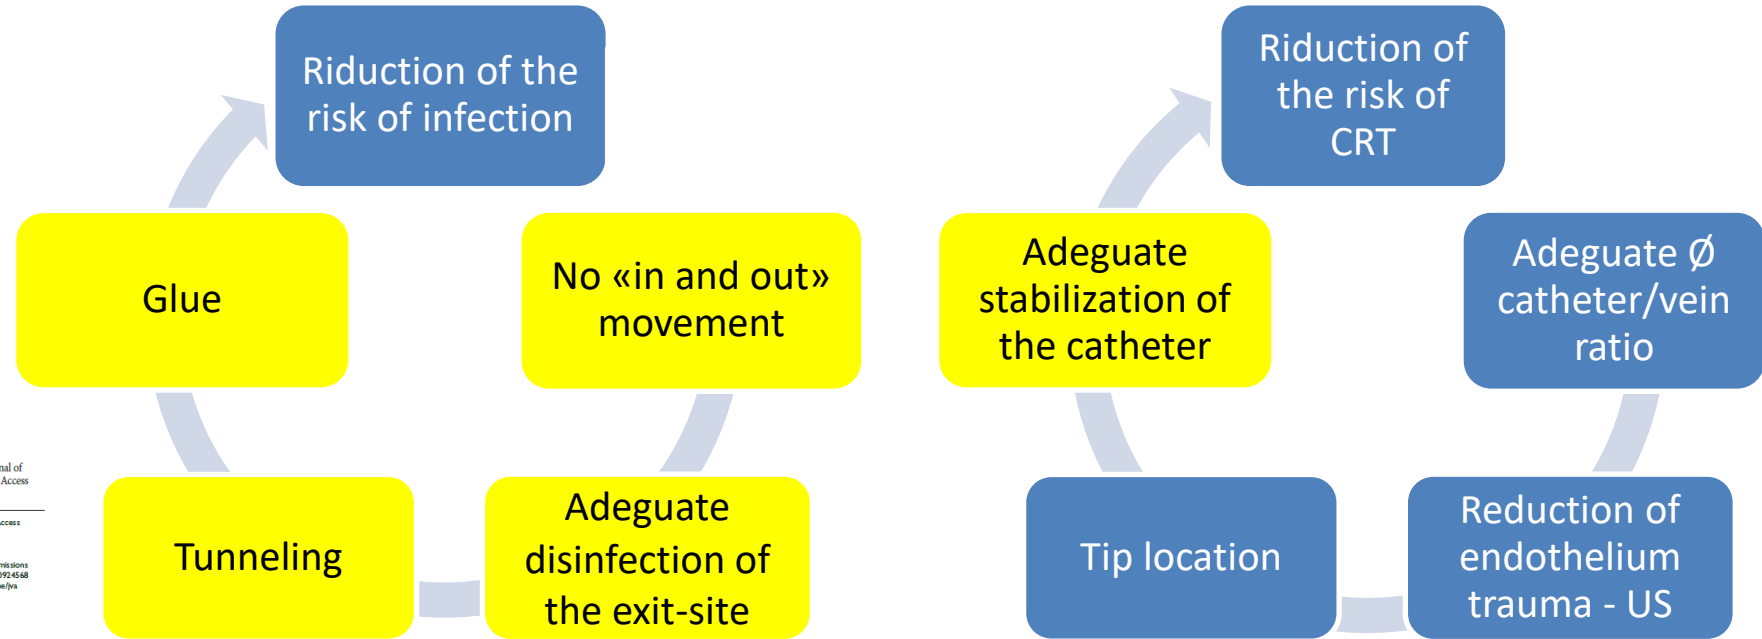 Riduction of the
risk of infection
No «in and out»
movement
Adeguate
disinfection of
the exit-site
Tunneling
Glue
Riduction of
the risk of
CRT
Adeguate Ø
catheter/vein
ratio
Reduction of
endothelium
trauma - US
Tip location
Adeguate
stabilization of
the catheter
Access